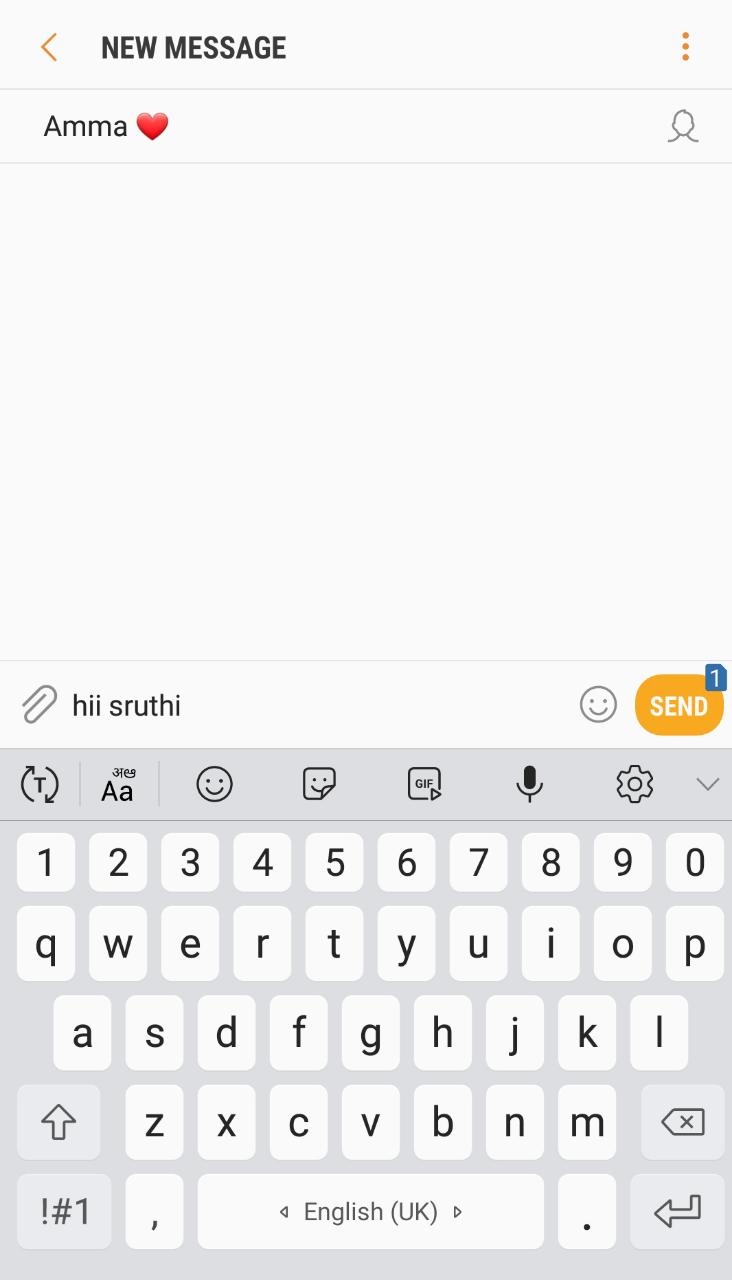 NEW MESSAGE
Amma ❤️
hii sruthi
1
SEND
T
अஆ
Aa
GIF
1 2 3 4 5 6 7 8 9 0
q w e r t y u i o p
a s d f g h j k l
z x c v b n m
!#1 , English (UK) .